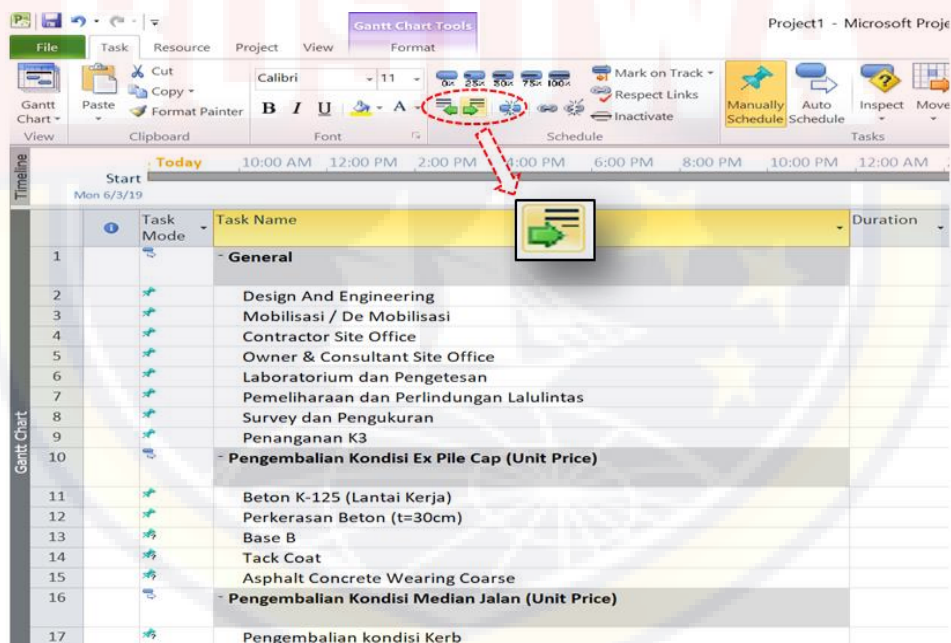 Gantt Chart Tools
Project1 - Microsoft Proje
File Task Resource Project View Format
Cut
Copy
Format Painter
Paste
Gantt Chart
Calibri 11
B I U A
0% 25% 50% 75% 100%
Mark on Track
Respect Links
Inactivate
Manually Schedule
Auto Schedule
Inspect Move
View Clipboard Font Schedule Tasks
Timeline
Today 10:00 AM 12:00 PM 2:00 PM 4:00 PM 6:00 PM 8:00 PM 10:00 PM 12:00 AM
Start
Mon 6/3/19
Task Mode Task Name Duration
Gantt Chart
1 - General
2 Design And Engineering
3 Mobilisasi / De Mobilisasi
4 Contractor Site Office
5 Owner & Consultant Site Office
6 Laboratorium dan Pengetesan
7 Pemeliharaan dan Perlindungan Lalulintas
8 Survey dan Pengukuran
9 Penanganan K3
10 - Pengembalian Kondisi Ex Pile Cap (Unit Price)
11 Beton K-125 (Lantai Kerja)
12 Perkerasan Beton (t=30cm)
13 Base B
14 Tack Coat
15 Asphalt Concrete Wearing Coarse
16 - Pengembalian Kondisi Median Jalan (Unit Price)
17 Pengembalian kondisi Kerb